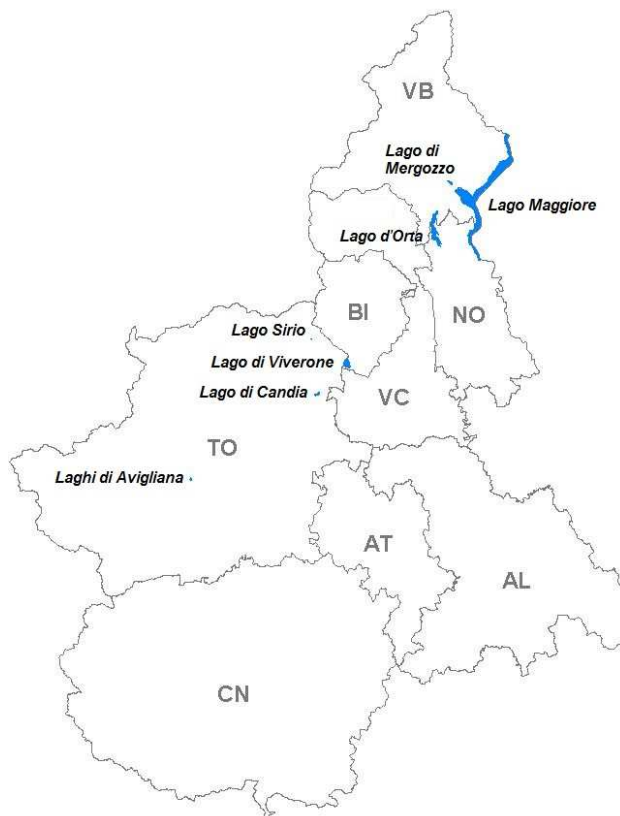 VB
Lago di
Mergozzo
Lago Maggiore
Lago d'Orta
BI
NO
Lago Sirio
Lago di Viverone
Lago di Candia
VC
TO
Laghi di Avigliana
AT
AL
CN